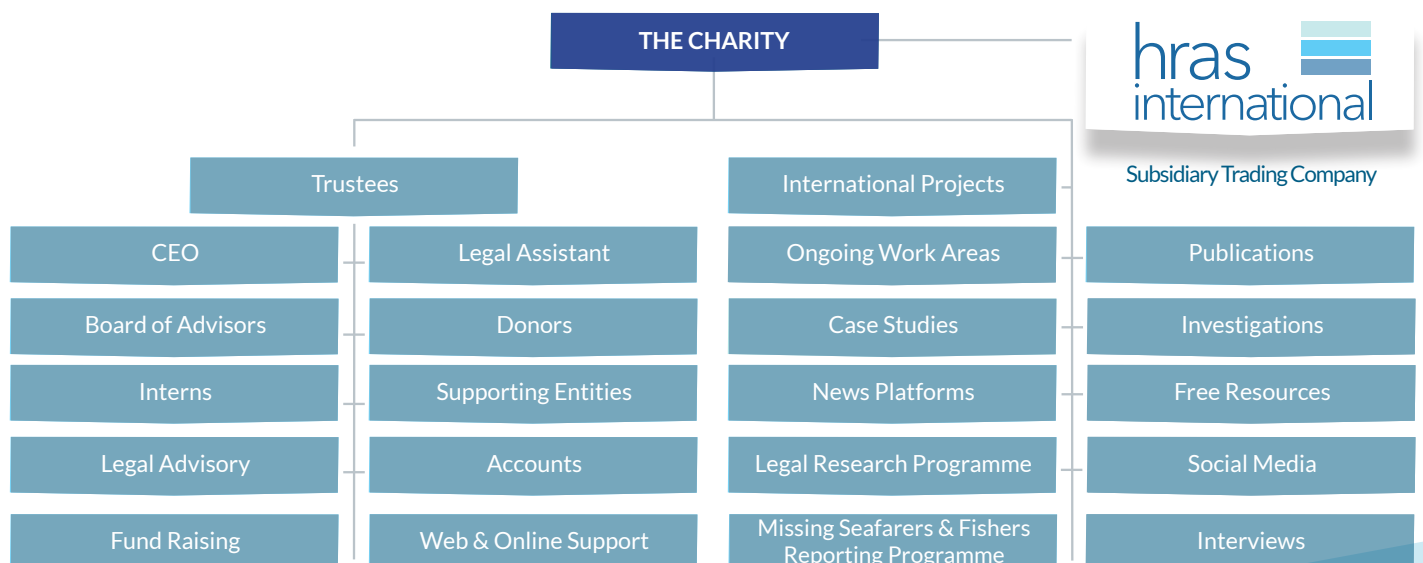 THE CHARITY
hras
international
Subsidiary Trading Company
Trustees
International Projects
CEO
Legal Assistant
Ongoing Work Areas
Publications
Board of Advisors
Donors
Case Studies
Investigations
Interns
Supporting Entities
News Platforms
Free Resources
Legal Advisory
Accounts
Legal Research Programme
Social Media
Fund Raising
Web & Online Support
Missing Seafarers & Fishers
Reporting Programme
Interviews